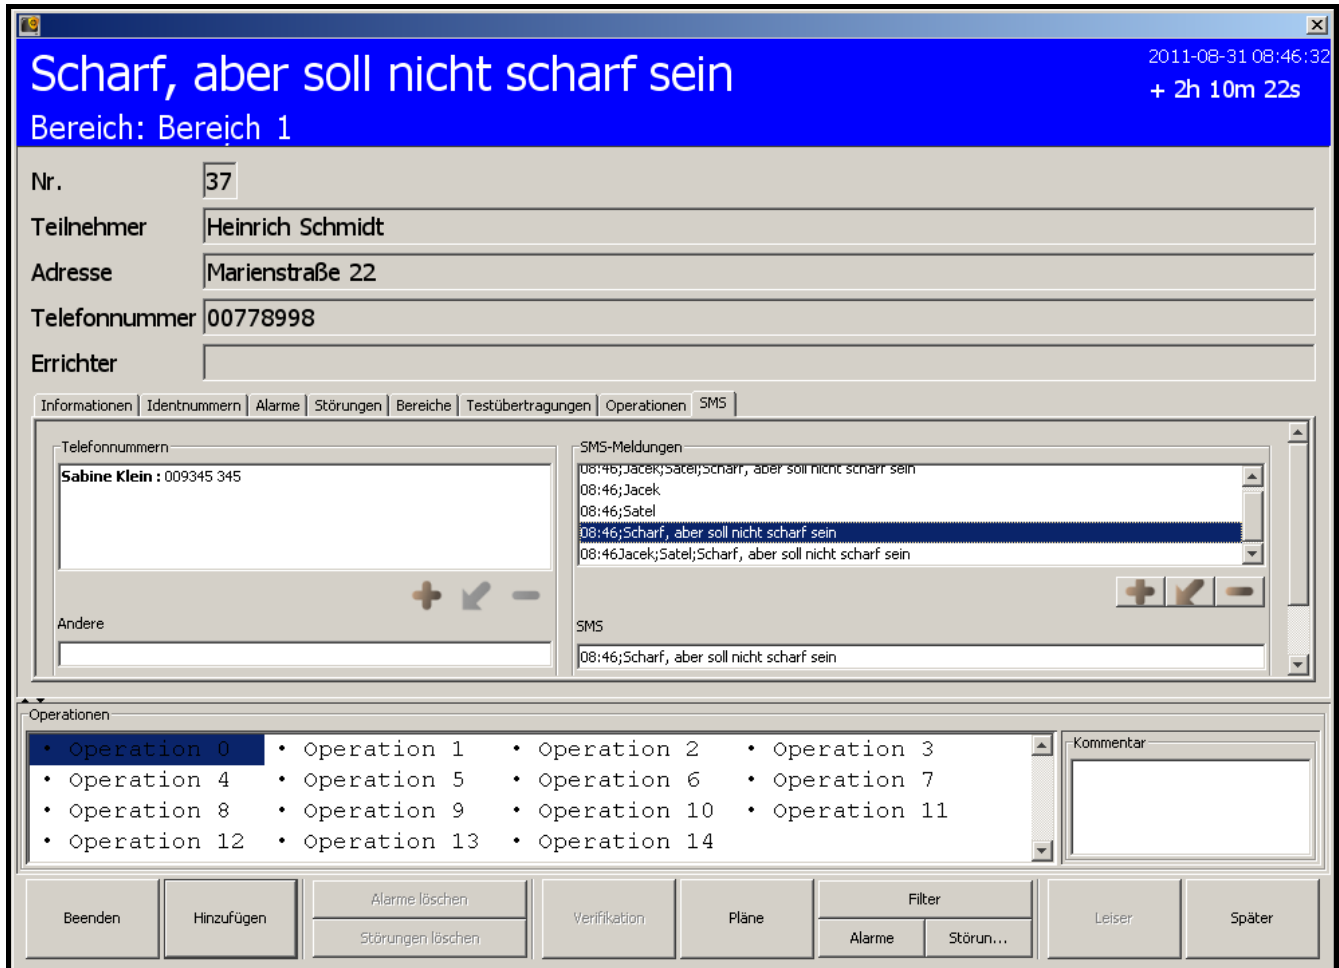 Scharf, aber soll nicht scharf sein
2011-08-31 08:46:32
+ 2h 10m 22s
Bereich: Bereich 1
Nr. 37
Teilnehmer Heinrich Schmidt
Adresse Marienstraße 22
Telefonnummer 00778998
Errichter
Informationen Identnummern Alarme Störungen Bereiche Testübertragungen Operationen SMS
Telefonnummern
Sabine Klein : 009345 345
Andere
SMS-Meldungen
08:46;Jacek;Satel;Scharf, aber soll nicht scharf sein
08:46;Jacek
08:46;Satel
08:46;Scharf, aber soll nicht scharf sein
08:46Jacek;Satel;Scharf, aber soll nicht scharf sein
SMS
08:46;Scharf, aber soll nicht scharf sein
Operationen
• Operation 0 • Operation 1 • Operation 2 • Operation 3
• Operation 4 • Operation 5 • Operation 6 • Operation 7
• Operation 8 • Operation 9 • Operation 10 • Operation 11
• Operation 12 • Operation 13 • Operation 14
Kommentar
Beenden
Hinzufügen
Alarme löschen
Störungen löschen
Verifikation
Pläne
Filter
Alarme Störun...
Leiser
Später